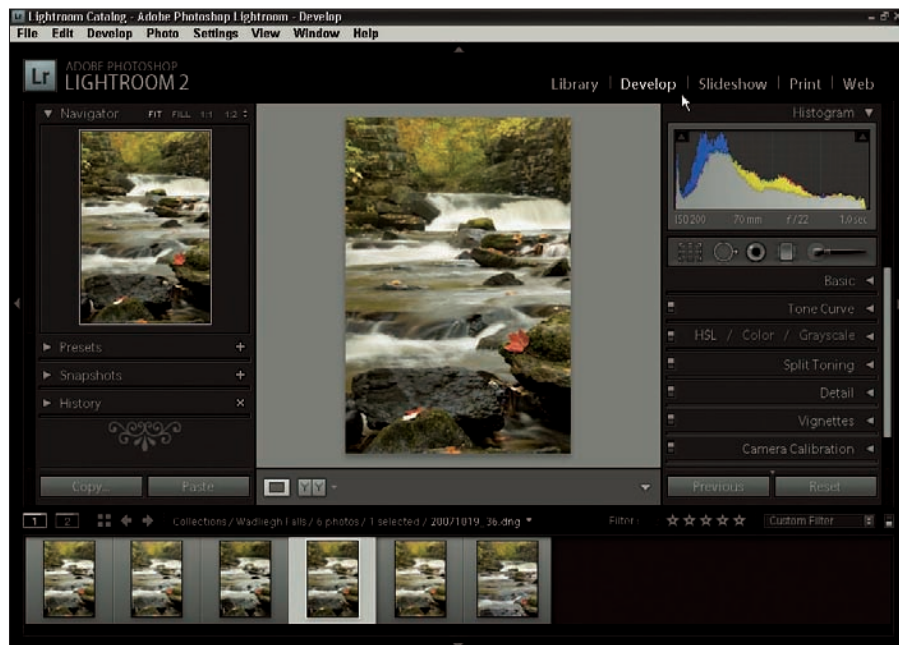 Lightroom Catalog - Adobe Photoshop Lightroom - Develop
File Edit Develop Photo Settings View Window Help
Lr ADOBE PHOTOSHOP
LIGHTROOM 2
Library | Develop | Slideshow | Print | Web
Navigator FIT FILL 1:1 1:2
Histogram
ISO 200 70 mm f / 22 1.0 sec
Basic
Tone Curve
HSL / Color / Grayscale
Split Toning
Detail
Vignettes
Camera Calibration
Presets +
Snapshots +
History ×
Copy... Paste
Y Y
Previous Reset
1 2 Collections / Wadliegh Falls / 6 photos / 1 selected / 20071019_36.dng
Filter: Custom Filter